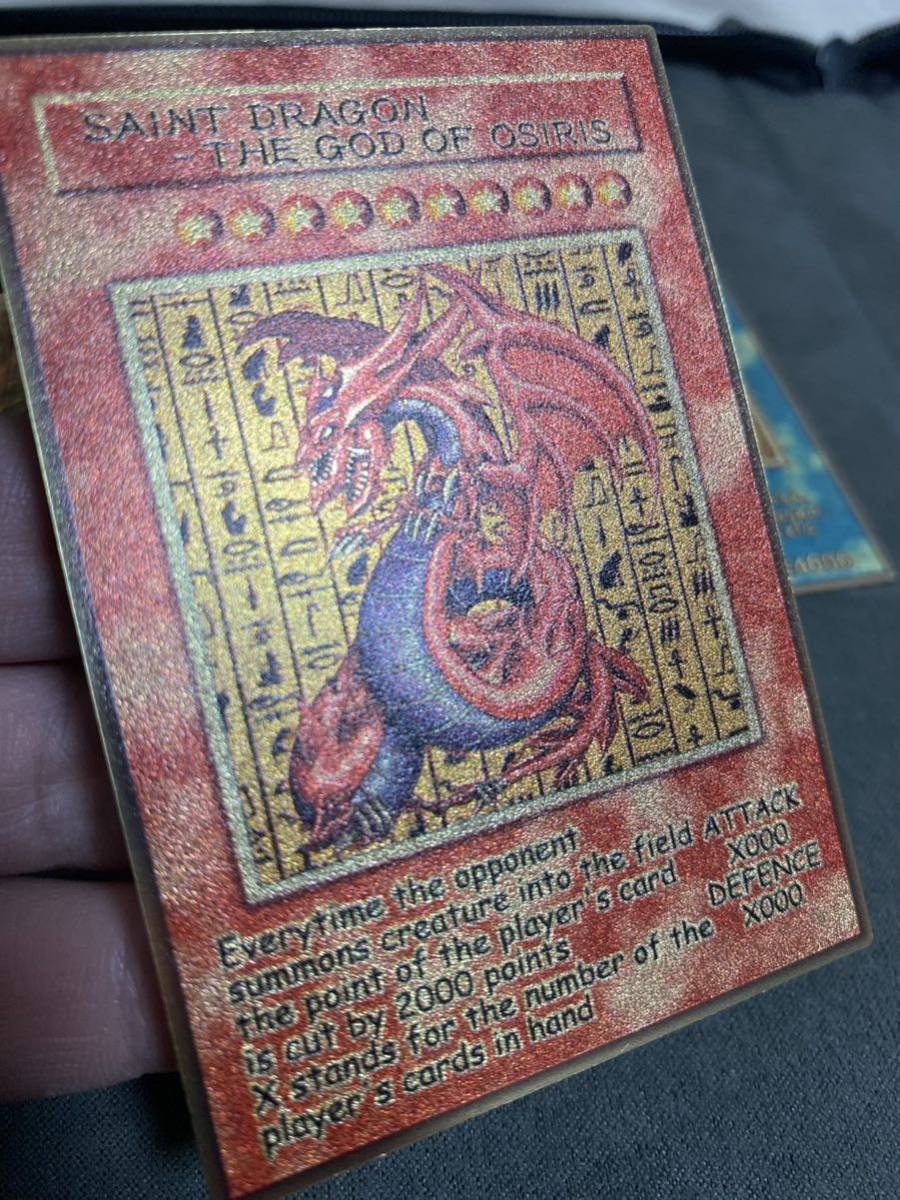 SAINT DRAGON
-THE GOD OF OSIRIS
Everytime the opponent
summons creature into the field
the point of the player's card
is cut by 2000 points
X stands for the number of the
player's cards in hand
ATTACK
X000
DEFENCE
X000